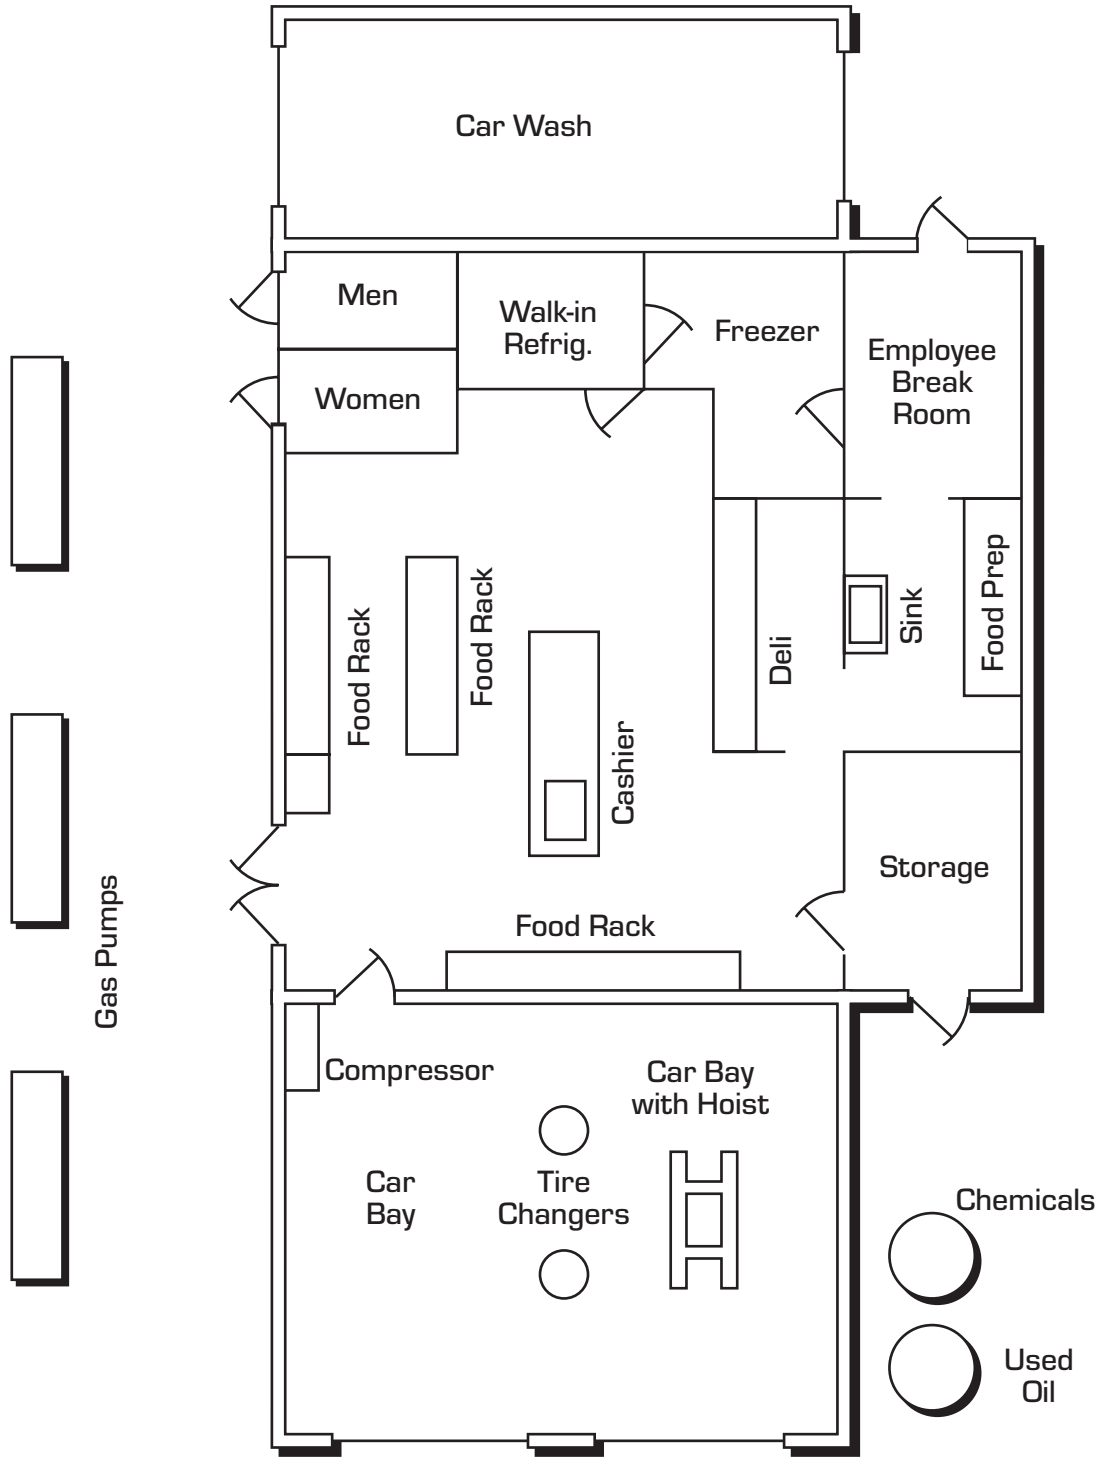 Car Wash
Men
Walk-in
Refrig.
Freezer
Employee
Break
Room
Women
Food Rack
Food Rack
Cashier
Deli
Sink
Food Prep
Storage
Food Rack
Gas Pumps
Compressor
Car Bay
with Hoist
Car
Bay
Tire
Changers
Chemicals
Used
Oil